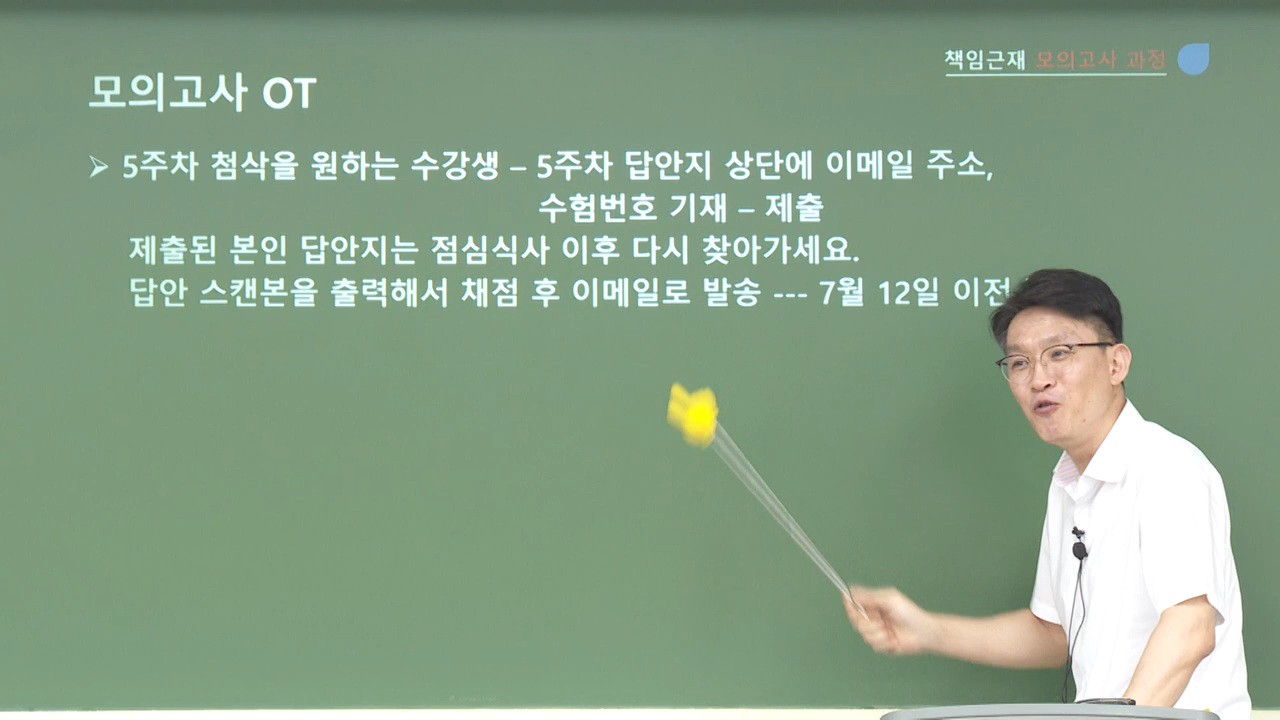 책임근재 모의고사 과정
모의고사 OT
➢ 5주차 첨삭을 원하는 수강생 – 5주차 답안지 상단에 이메일 주소,
수험번호 기재 – 제출
제출된 본인 답안지는 점심식사 이후 다시 찾아가세요.
답안 스캔본을 출력해서 채점 후 이메일로 발송 --- 7월 12일 이전